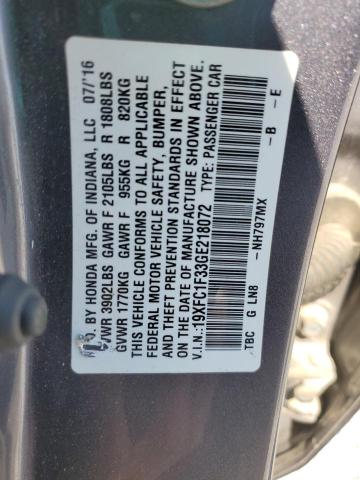 BY HONDA MFG. OF INDIANA, LLC 07/'16
GVWR 3902LBS GAWR F 2105LBS R 1808LBS
GVWR 1770KG GAWR F 955KG R 820KG
THIS VEHICLE CONFORMS TO ALL APPLICABLE
FEDERAL MOTOR VEHICLE SAFETY, BUMPER,
AND THEFT PREVENTION STANDARDS IN EFFECT
ON THE DATE OF MANUFACTURE SHOWN ABOVE.
V.I.N.:19XFC1F33GE218072 TYPE: PASSENGER CAR
-NH797MX -B -E
TBC G LN8